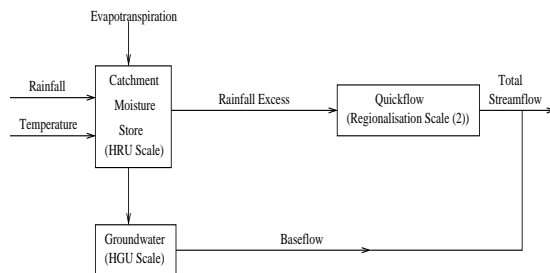 Evapotranspiration
Rainfall
Temperature
Catchment
Moisture
Store
(HRU Scale)
Rainfall Excess
Quickflow
(Regionalisation Scale (2))
Total
Streamflow
Groundwater
(HGU Scale)
Baseflow